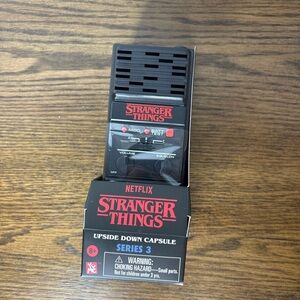 STRANGER
THINGS
NETFLIX
STRANGER
THINGS
UPSIDE DOWN CAPSULE
SERIES 3
8+
WARNING:
CHOKING HAZARD—Small parts.
Not for children under 3 yrs.